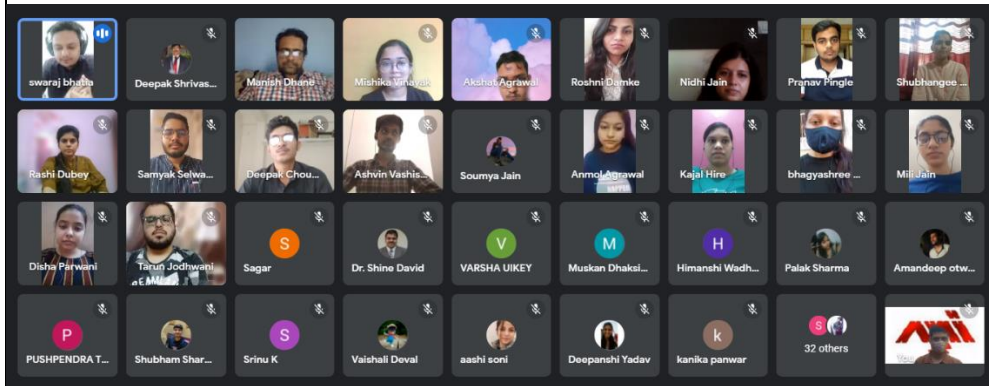 swaraj bhatia
Deepak Shrivas...
Manish Dhane
Mishika Vinayak
Akshat Agrawal
Roshni Damke
Nidhi Jain
Pranav Pingle
Shubhangee ...
Rashi Dubey
Samyak Selwa...
Deepak Chou...
Ashvin Vashis...
Soumya Jain
Anmol Agrawal
Kajal Hire
bhagyashree ...
Mili Jain
Disha Parwani
Tarun Jodhwani
S
Sagar
Dr. Shine David
V
VARSHA UIKEY
M
Muskan Dhaksi...
H
Himanshi Wadh...
Palak Sharma
Amandeep otw...
P
PUSHPENDRA T...
Shubham Shar...
S
Srinu K
Vaishali Deval
aashi soni
Deepanshi Yadav
k
kanika panwar
S
32 others
You